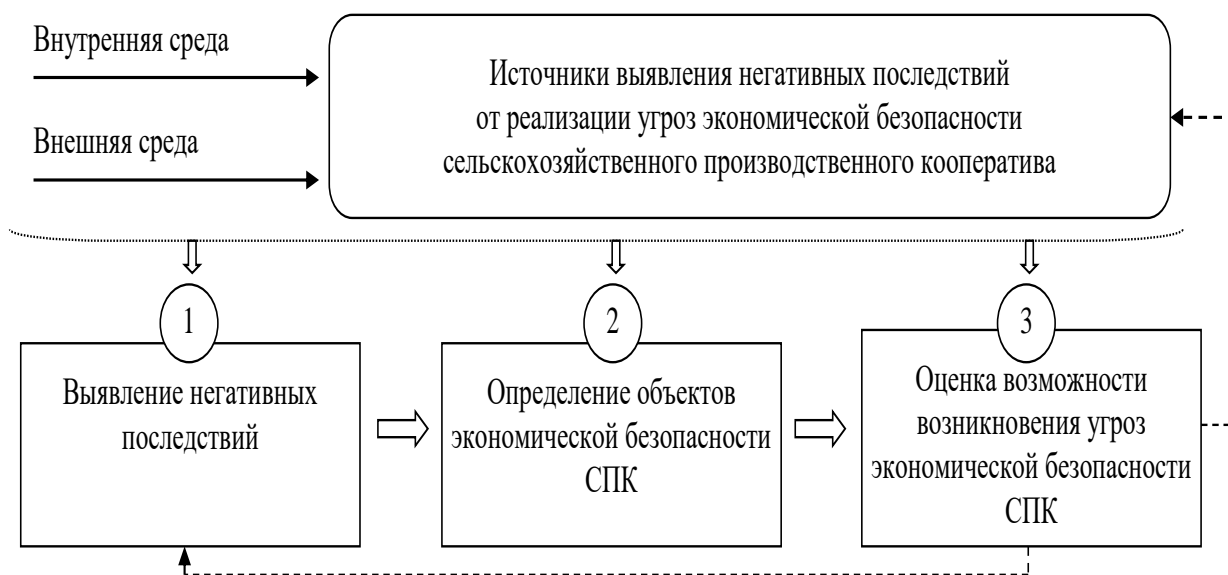 Внутренняя среда
Внешняя среда
Источники выявления негативных последствий
от реализации угроз экономической безопасности
сельскохозяйственного производственного кооператива
1
Выявление негативных
последствий
2
Определение объектов
экономической безопасности
СПК
3
Оценка возможности
возникновения угроз
экономической безопасности
СПК